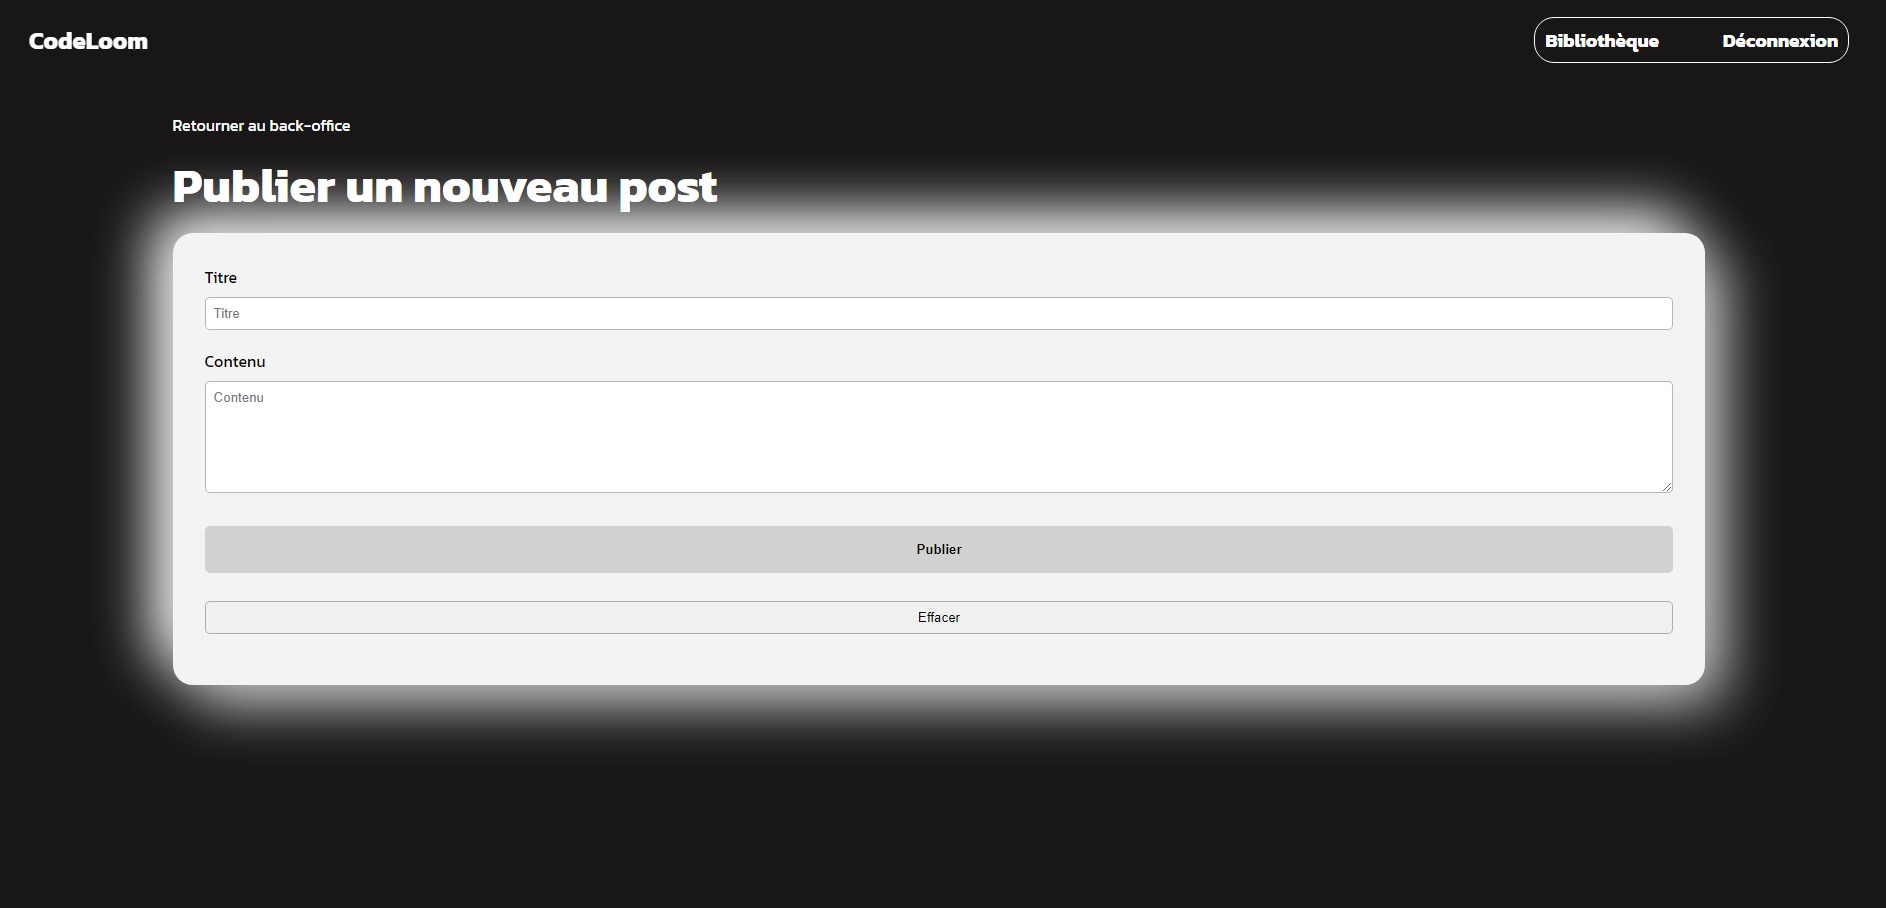 CodeLoom
Bibliothèque Déconnexion
Retourner au back-office
Publier un nouveau post
Titre
Titre
Contenu
Contenu
Publier
Effacer